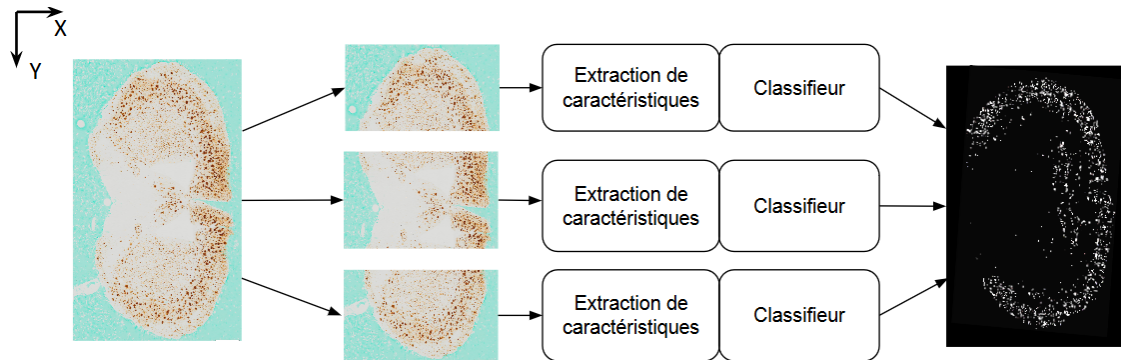 X
Y
Extraction de
caractéristiques
Classifieur
Extraction de
caractéristiques
Classifieur
Extraction de
caractéristiques
Classifieur